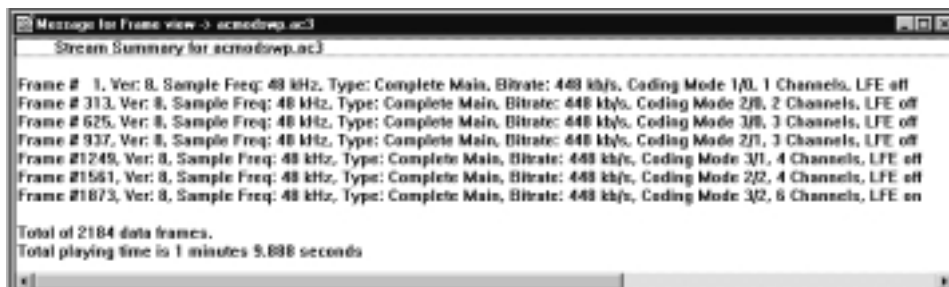 Message for Frame view -> acmodswp.ac3
Stream Summary for acmodswp.ac3
Frame # 1, Ver: 8, Sample Freq: 48 kHz, Type: Complete Main, Bitrate: 448 kb/s, Coding Mode 1/0, 1 Channels, LFE off
Frame # 313, Ver: 8, Sample Freq: 48 kHz, Type: Complete Main, Bitrate: 448 kb/s, Coding Mode 2/0, 2 Channels, LFE off
Frame # 625, Ver: 8, Sample Freq: 48 kHz, Type: Complete Main, Bitrate: 448 kb/s, Coding Mode 3/0, 3 Channels, LFE off
Frame # 937, Ver: 8, Sample Freq: 48 kHz, Type: Complete Main, Bitrate: 448 kb/s, Coding Mode 2/1, 3 Channels, LFE off
Frame #1249, Ver: 8, Sample Freq: 48 kHz, Type: Complete Main, Bitrate: 448 kb/s, Coding Mode 3/1, 4 Channels, LFE off
Frame #1561, Ver: 8, Sample Freq: 48 kHz, Type: Complete Main, Bitrate: 448 kb/s, Coding Mode 2/2, 4 Channels, LFE off
Frame #1873, Ver: 8, Sample Freq: 48 kHz, Type: Complete Main, Bitrate: 448 kb/s, Coding Mode 3/2, 6 Channels, LFE on
Total of 2184 data frames.
Total playing time is 1 minutes 9.888 seconds